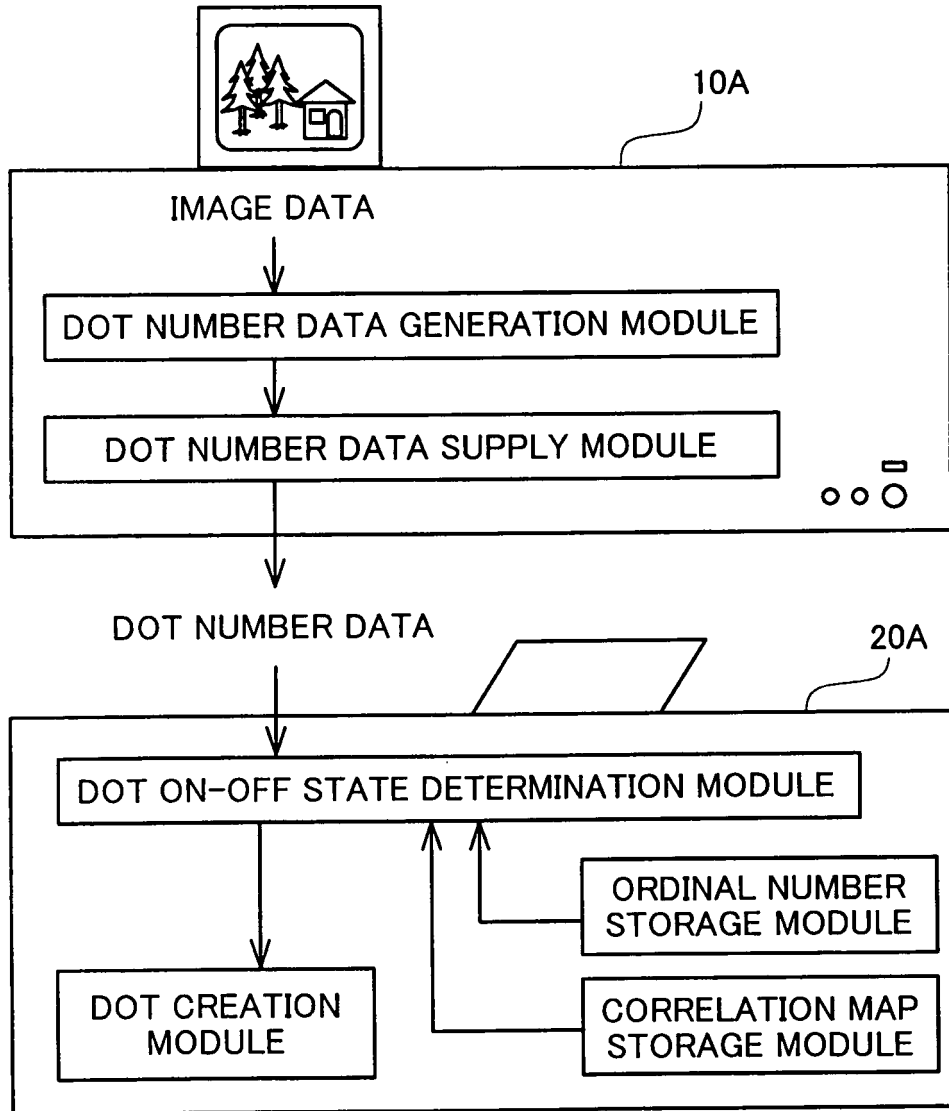 10A
IMAGE DATA
DOT NUMBER DATA GENERATION MODULE
DOT NUMBER DATA SUPPLY MODULE
DOT NUMBER DATA
20A
DOT ON-OFF STATE DETERMINATION MODULE
ORDINAL NUMBER
STORAGE MODULE
DOT CREATION
MODULE
CORRELATION MAP
STORAGE MODULE